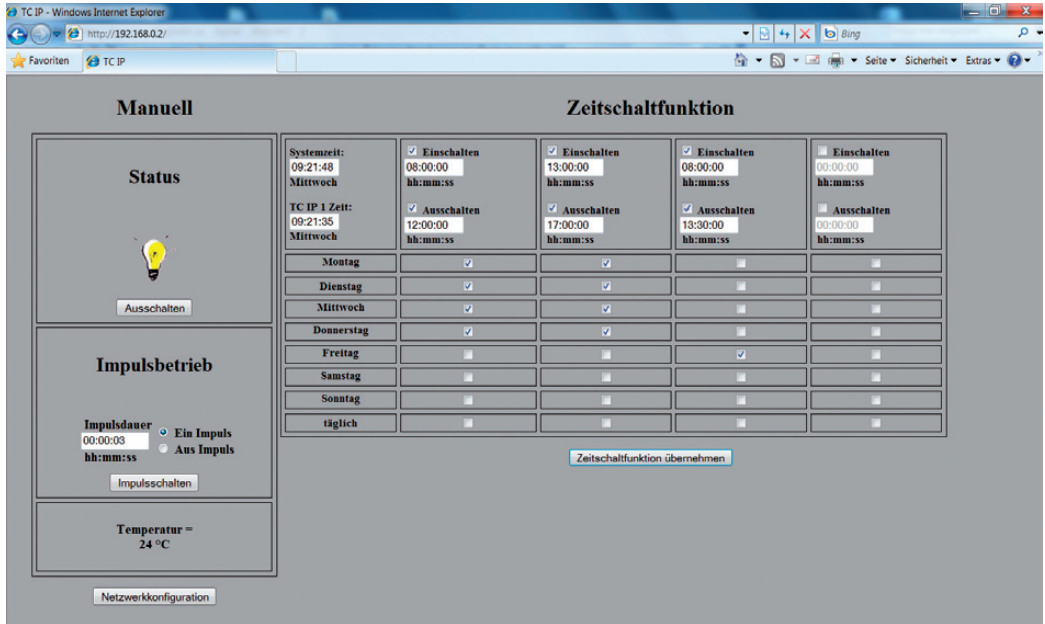 TC IP - Windows Internet Explorer
http://192.168.0.2/
Bing
Favoriten
TC IP
Seite
Sicherheit
Extras
Manuell
Status
Ausschalten
Impulsbetrieb
Impulsdauer
00:00:03
hh:mm:ss
Ein Impuls
Aus Impuls
Impulsschalten
Temperatur =
24 °C
Netzwerkkonfiguration
Zeitschaltfunktion
Systemzeit:
09:21:48
Mittwoch
TC IP 1 Zeit:
09:21:35
Mittwoch
Einschalten
08:00:00
hh:mm:ss
Ausschalten
12:00:00
hh:mm:ss
Einschalten
13:00:00
hh:mm:ss
Ausschalten
17:00:00
hh:mm:ss
Einschalten
08:00:00
hh:mm:ss
Ausschalten
13:30:00
hh:mm:ss
Einschalten
00:00:00
hh:mm:ss
Ausschalten
00:00:00
hh:mm:ss
Montag
Dienstag
Mittwoch
Donnerstag
Freitag
Samstag
Sonntag
täglich
Zeitschaltfunktion übernehmen